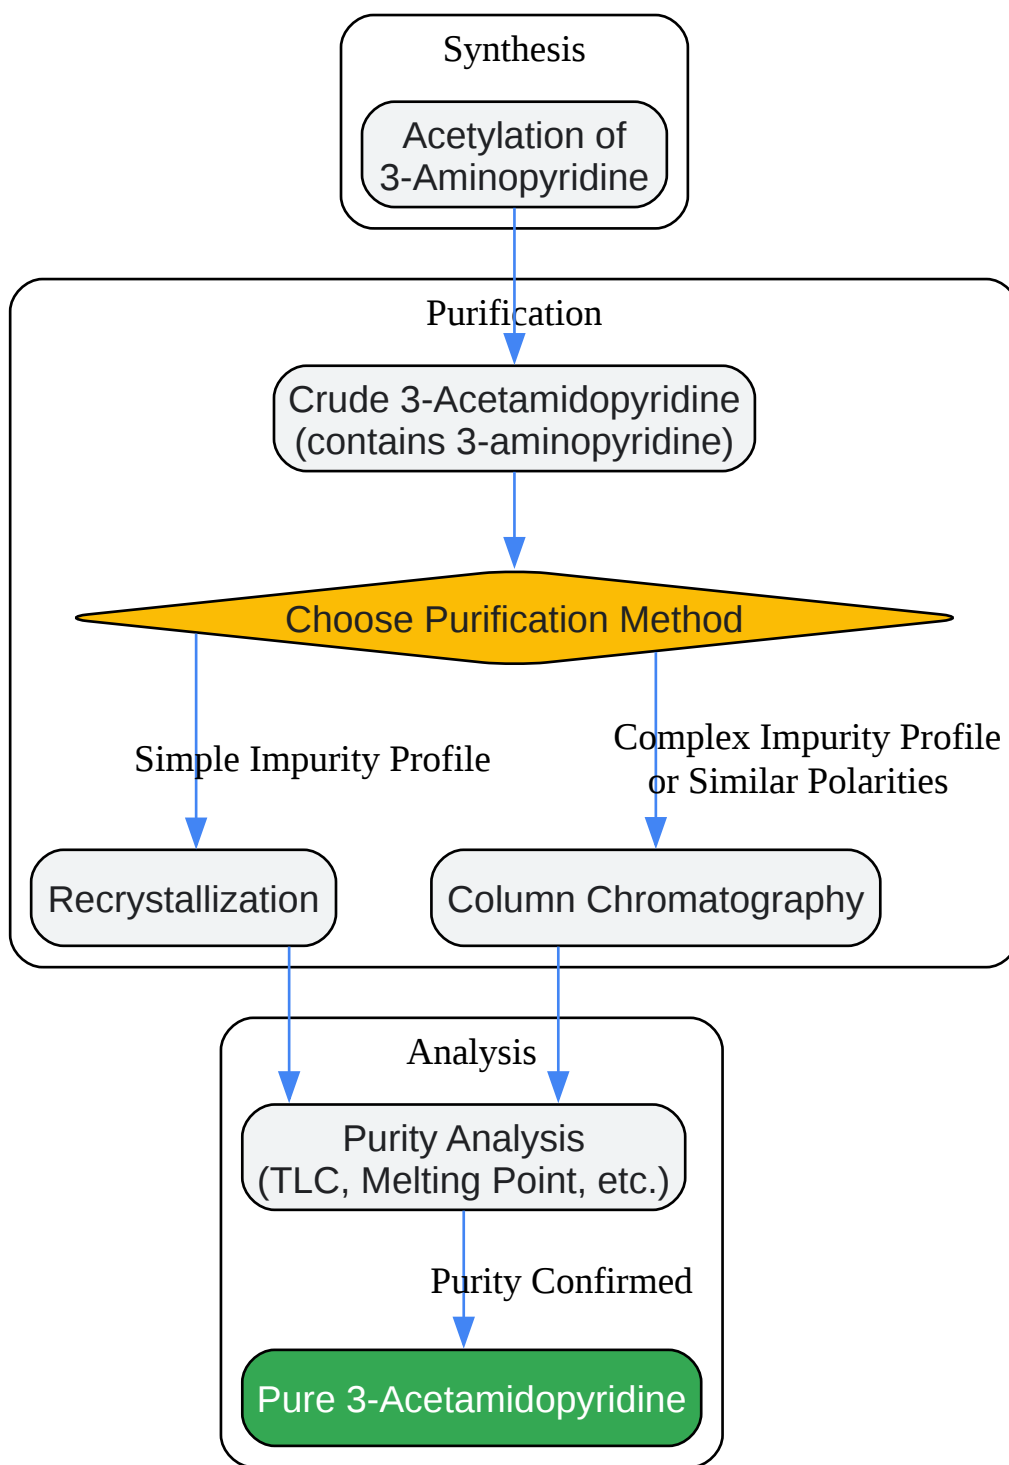 Synthesis
Acetylation of
3-Aminopyridine
Purification
Crude 3-Acetamidopyridine
(contains 3-aminopyridine)
Choose Purification Method
Simple Impurity Profile
Complex Impurity Profile
or Similar Polarities
Recrystallization
Column Chromatography
Analysis
Purity Analysis
(TLC, Melting Point, etc.)
Purity Confirmed
Pure 3-Acetamidopyridine